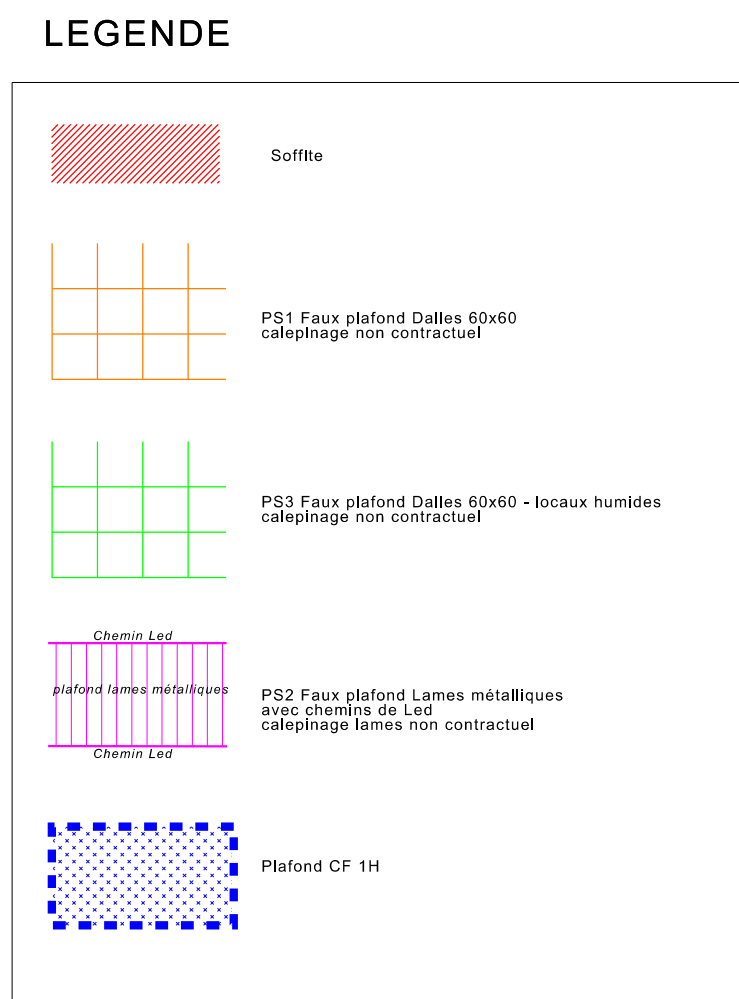 LEGENDE
Soffite
PS1 Faux plafond Dalles 60x60
calepinage non contractuel
PS3 Faux plafond Dalles 60x60 - locaux humides
calepinage non contractuel
Chemin Led
plafond lames métalliques
Chemin Led
PS2 Faux plafond Lames métalliques
avec chemins de Led
calepinage lames non contractuel
Plafond CF 1H